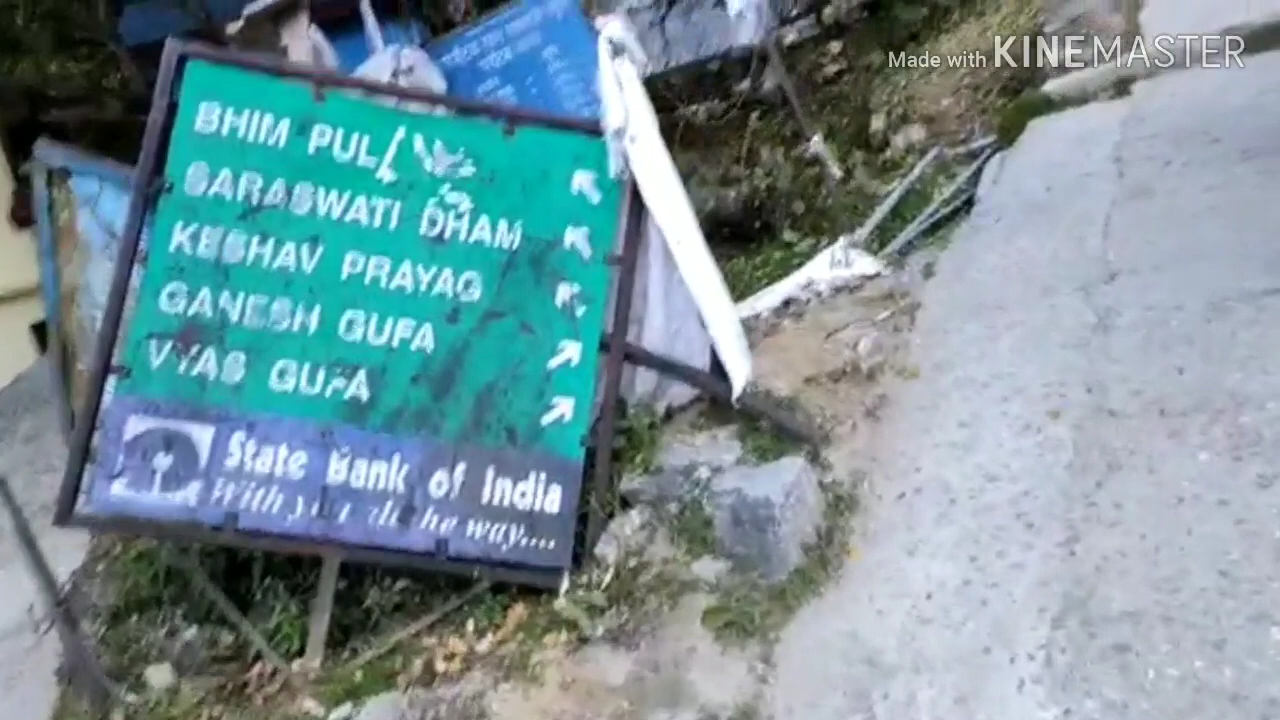 Made with KINEMASTER
BHIM PUL
SARASWATI DHAM
KESHAV PRAYAG
GANESH GUFA
VYAS GUFA
State Bank of India
With you all the way....